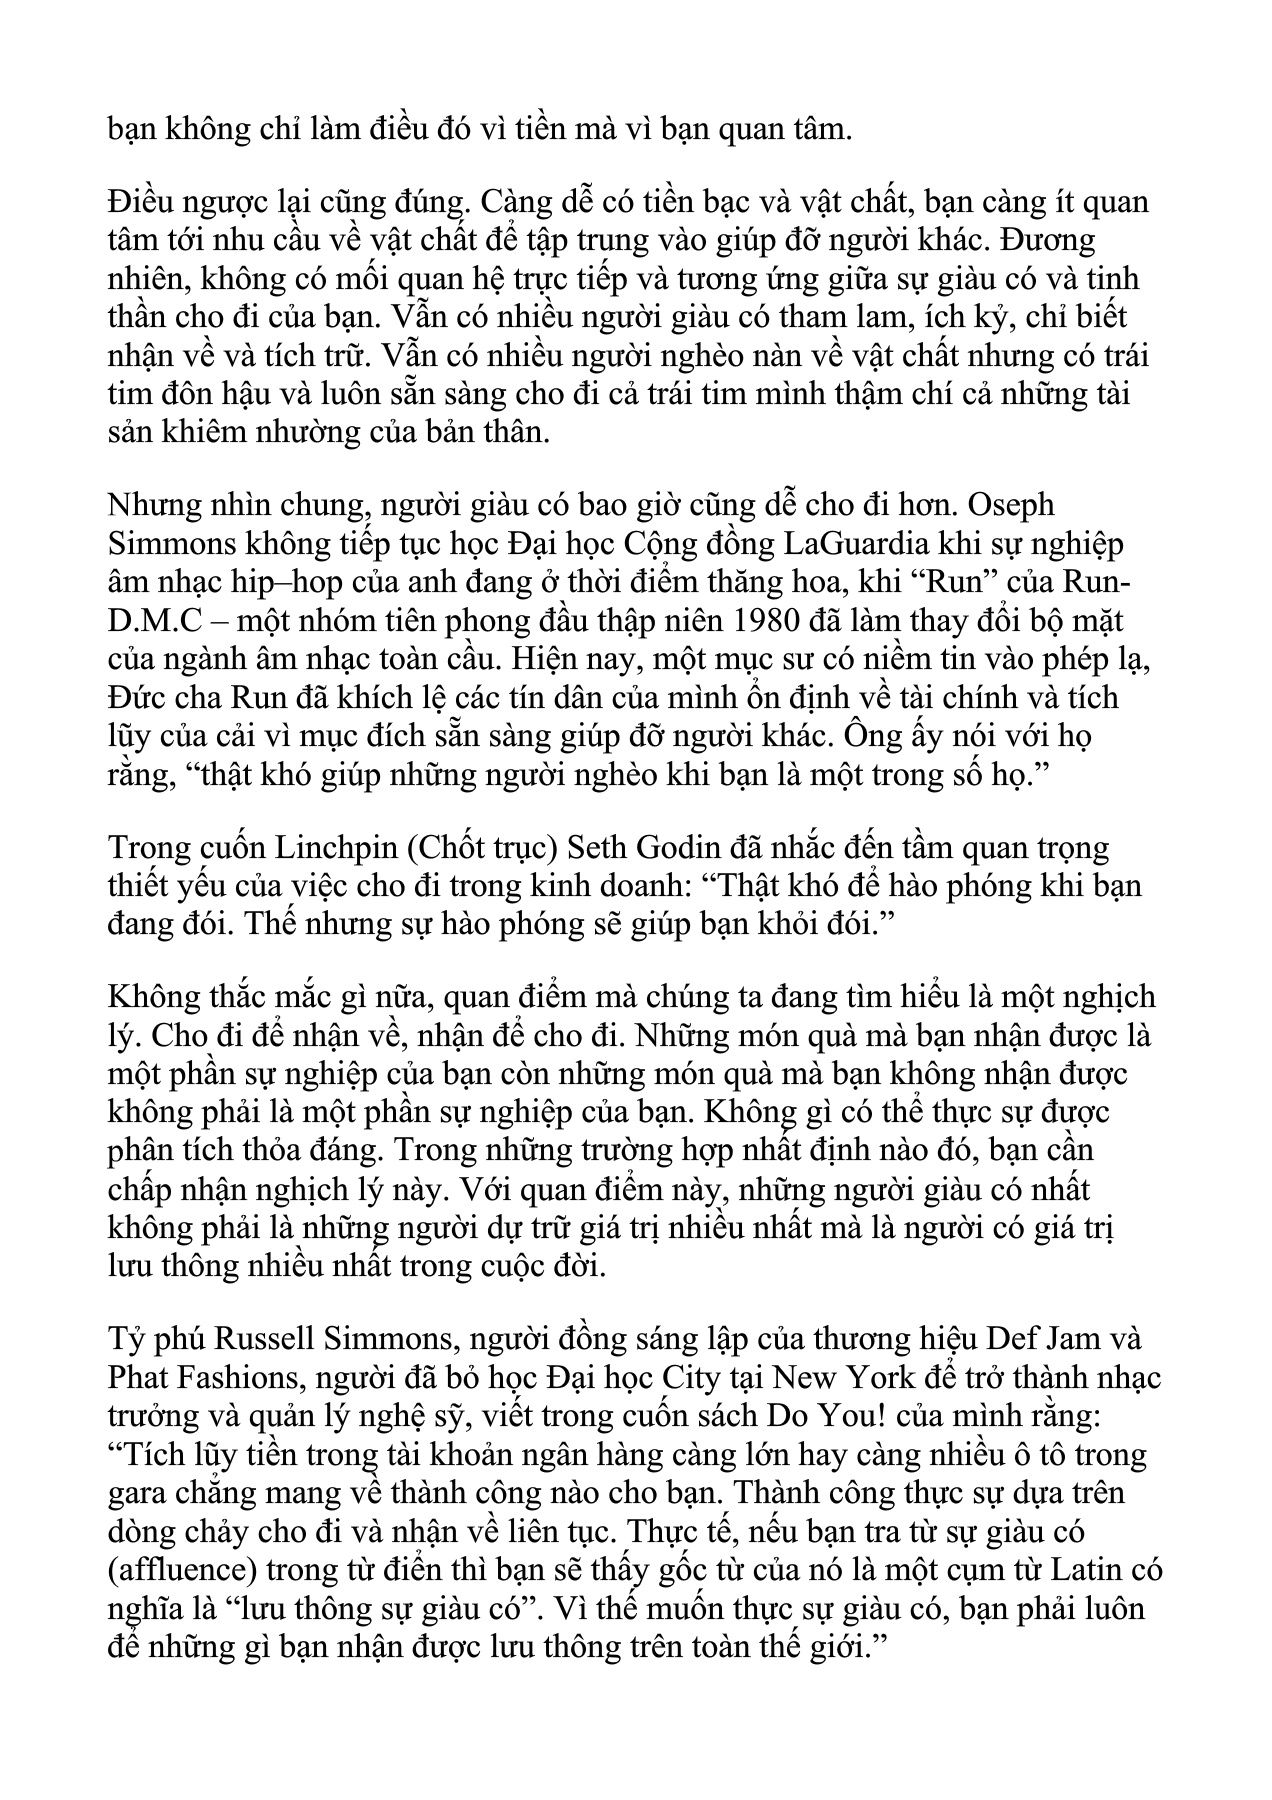 bạn không chỉ làm điều đó vì tiền mà vì bạn quan tâm.
Điều ngược lại cũng đúng. Càng dễ có tiền bạc và vật chất, bạn càng ít quan
tâm tới nhu cầu về vật chất để tập trung vào giúp đỡ người khác. Đương
nhiên, không có mối quan hệ trực tiếp và tương ứng giữa sự giàu có và tinh
thần cho đi của bạn. Vẫn có nhiều người giàu có tham lam, ích kỷ, chỉ biết
nhận về và tích trữ. Vẫn có nhiều người nghèo nàn về vật chất nhưng có trái
tim đôn hậu và luôn sẵn sàng cho đi cả trái tim mình thậm chí cả những tài
sản khiêm nhường của bản thân.
Nhưng nhìn chung, người giàu có bao giờ cũng dễ cho đi hơn. Oseph
Simmons không tiếp tục học Đại học Cộng đồng LaGuardia khi sự nghiệp
âm nhạc hip–hop của anh đang ở thời điểm thăng hoa, khi “Run” của Run-
D.M.C – một nhóm tiên phong đầu thập niên 1980 đã làm thay đổi bộ mặt
của ngành âm nhạc toàn cầu. Hiện nay, một mục sư có niềm tin vào phép lạ,
Đức cha Run đã khích lệ các tín dân của mình ổn định về tài chính và tích
lũy của cải vì mục đích sẵn sàng giúp đỡ người khác. Ông ấy nói với họ
rằng, “thật khó giúp những người nghèo khi bạn là một trong số họ.”
Trong cuốn Linchpin (Chốt trục) Seth Godin đã nhắc đến tầm quan trọng
thiết yếu của việc cho đi trong kinh doanh: “Thật khó để hào phóng khi bạn
đang đói. Thế nhưng sự hào phóng sẽ giúp bạn khỏi đói.”
Không thắc mắc gì nữa, quan điểm mà chúng ta đang tìm hiểu là một nghịch
lý. Cho đi để nhận về, nhận để cho đi. Những món quà mà bạn nhận được là
một phần sự nghiệp của bạn còn những món quà mà bạn không nhận được
không phải là một phần sự nghiệp của bạn. Không gì có thể thực sự được
phân tích thỏa đáng. Trong những trường hợp nhất định nào đó, bạn cần
chấp nhận nghịch lý này. Với quan điểm này, những người giàu có nhất
không phải là những người dự trữ giá trị nhiều nhất mà là người có giá trị
lưu thông nhiều nhất trong cuộc đời.
Tỷ phú Russell Simmons, người đồng sáng lập của thương hiệu Def Jam và
Phat Fashions, người đã bỏ học Đại học City tại New York để trở thành nhạc
trưởng và quản lý nghệ sỹ, viết trong cuốn sách Do You! của mình rằng:
“Tích lũy tiền trong tài khoản ngân hàng càng lớn hay càng nhiều ô tô trong
gara chẳng mang về thành công nào cho bạn. Thành công thực sự dựa trên
dòng chảy cho đi và nhận về liên tục. Thực tế, nếu bạn tra từ sự giàu có
(affluence) trong từ điển thì bạn sẽ thấy gốc từ của nó là một cụm từ Latin có
nghĩa là “lưu thông sự giàu có”. Vì thế muốn thực sự giàu có, bạn phải luôn
để những gì bạn nhận được lưu thông trên toàn thế giới.”